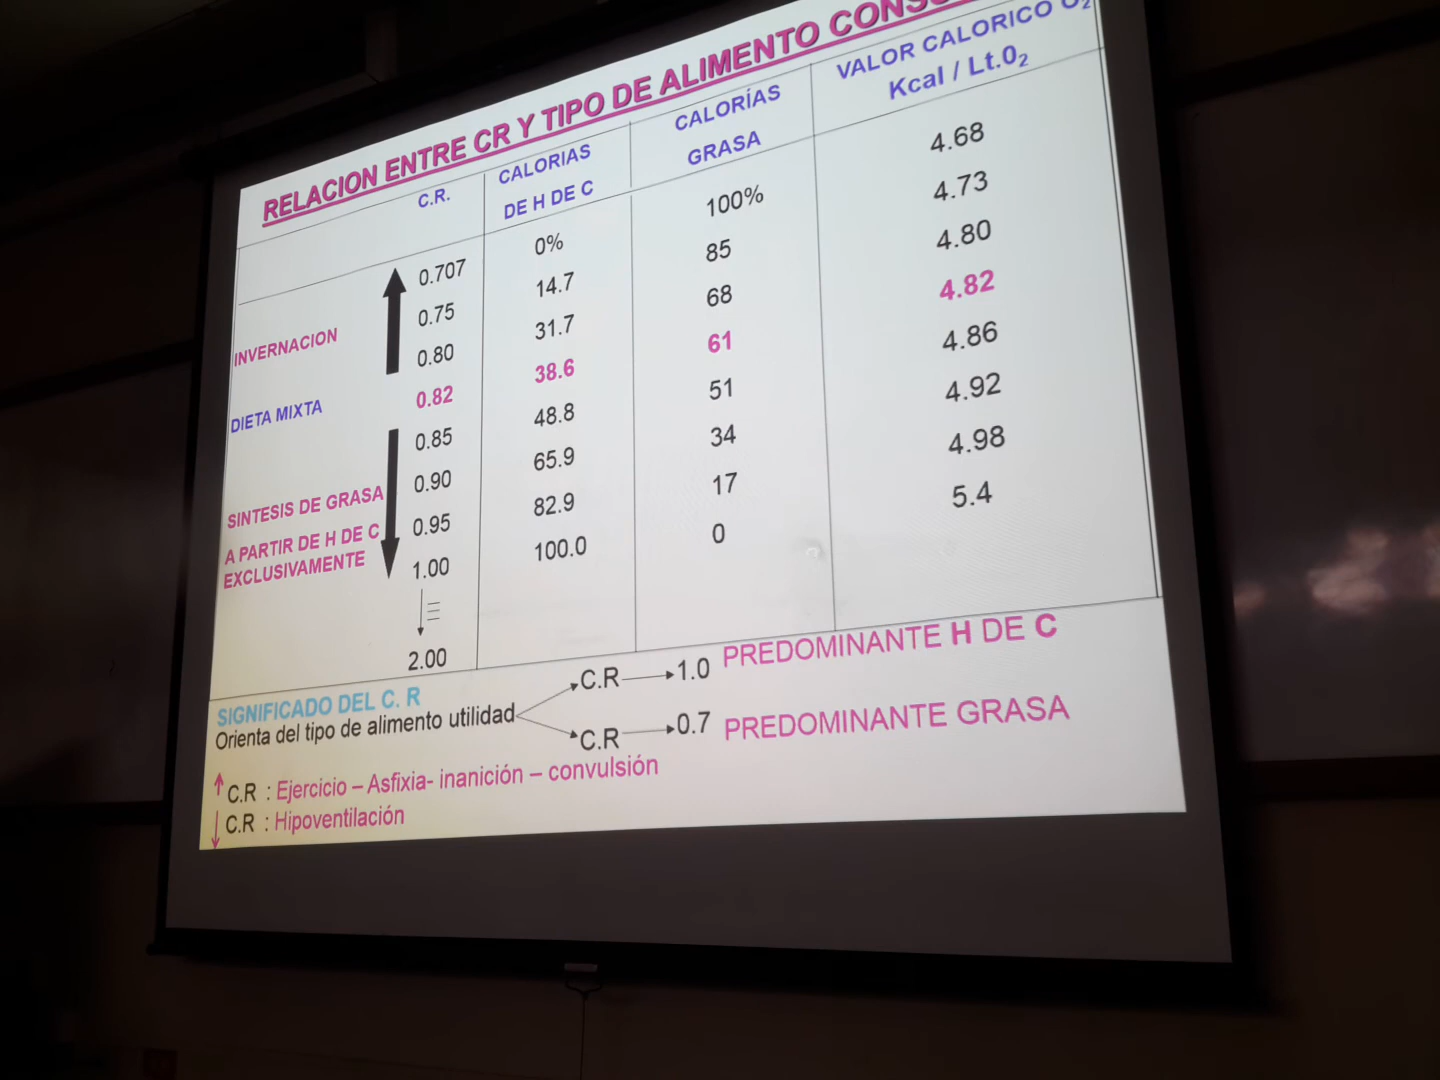 RELACION ENTRE CR Y TIPO DE ALIMENTO
C.R. CALORIAS DE H DE C CALORÍAS GRASA VALOR CALORICO O₂ Kcal / Lt.0₂
0.707 0% 100% 4.68
0.75 14.7 85 4.73
INVERNACION 0.80 31.7 68 4.80
DIETA MIXTA 0.82 38.6 61 4.82
0.85 48.8 51 4.86
SINTESIS DE GRASA 0.90 65.9 34 4.92
A PARTIR DE H DE C 0.95 82.9 17 4.98
EXCLUSIVAMENTE 1.00 100.0 0 5.4
2.00
SIGNIFICADO DEL C. R
Orienta del tipo de alimento utilidad
C.R 1.0 PREDOMINANTE H DE C
C.R 0.7 PREDOMINANTE GRASA
↑ C.R : Ejercicio – Asfixia- inanición – convulsión
↓ C.R : Hipoventilación